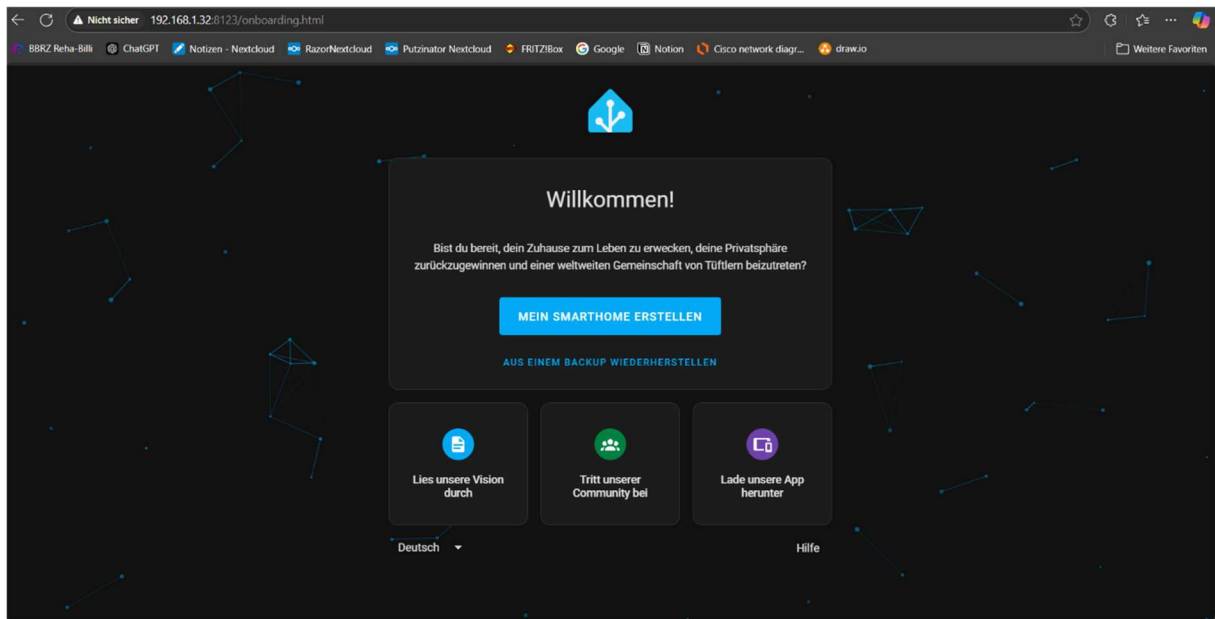 Nicht sicher 192.168.1.32:8123/onboarding.html
BBRZ Reha-Billi ChatGPT Notizen - Nextcloud RazorNextcloud Putzinator Nextcloud FRITZ!Box Google Notion Cisco network diagr... draw.io Weitere Favoriten
Willkommen!
Bist du bereit, dein Zuhause zum Leben zu erwecken, deine Privatsphäre
zurückzugewinnen und einer weltweiten Gemeinschaft von Tüftlern beizutreten?
MEIN SMARTHOME ERSTELLEN
AUS EINEM BACKUP WIEDERHERSTELLEN
Lies unsere Vision
durch
Tritt unserer
Community bei
Lade unsere App
herunter
Deutsch
Hilfe